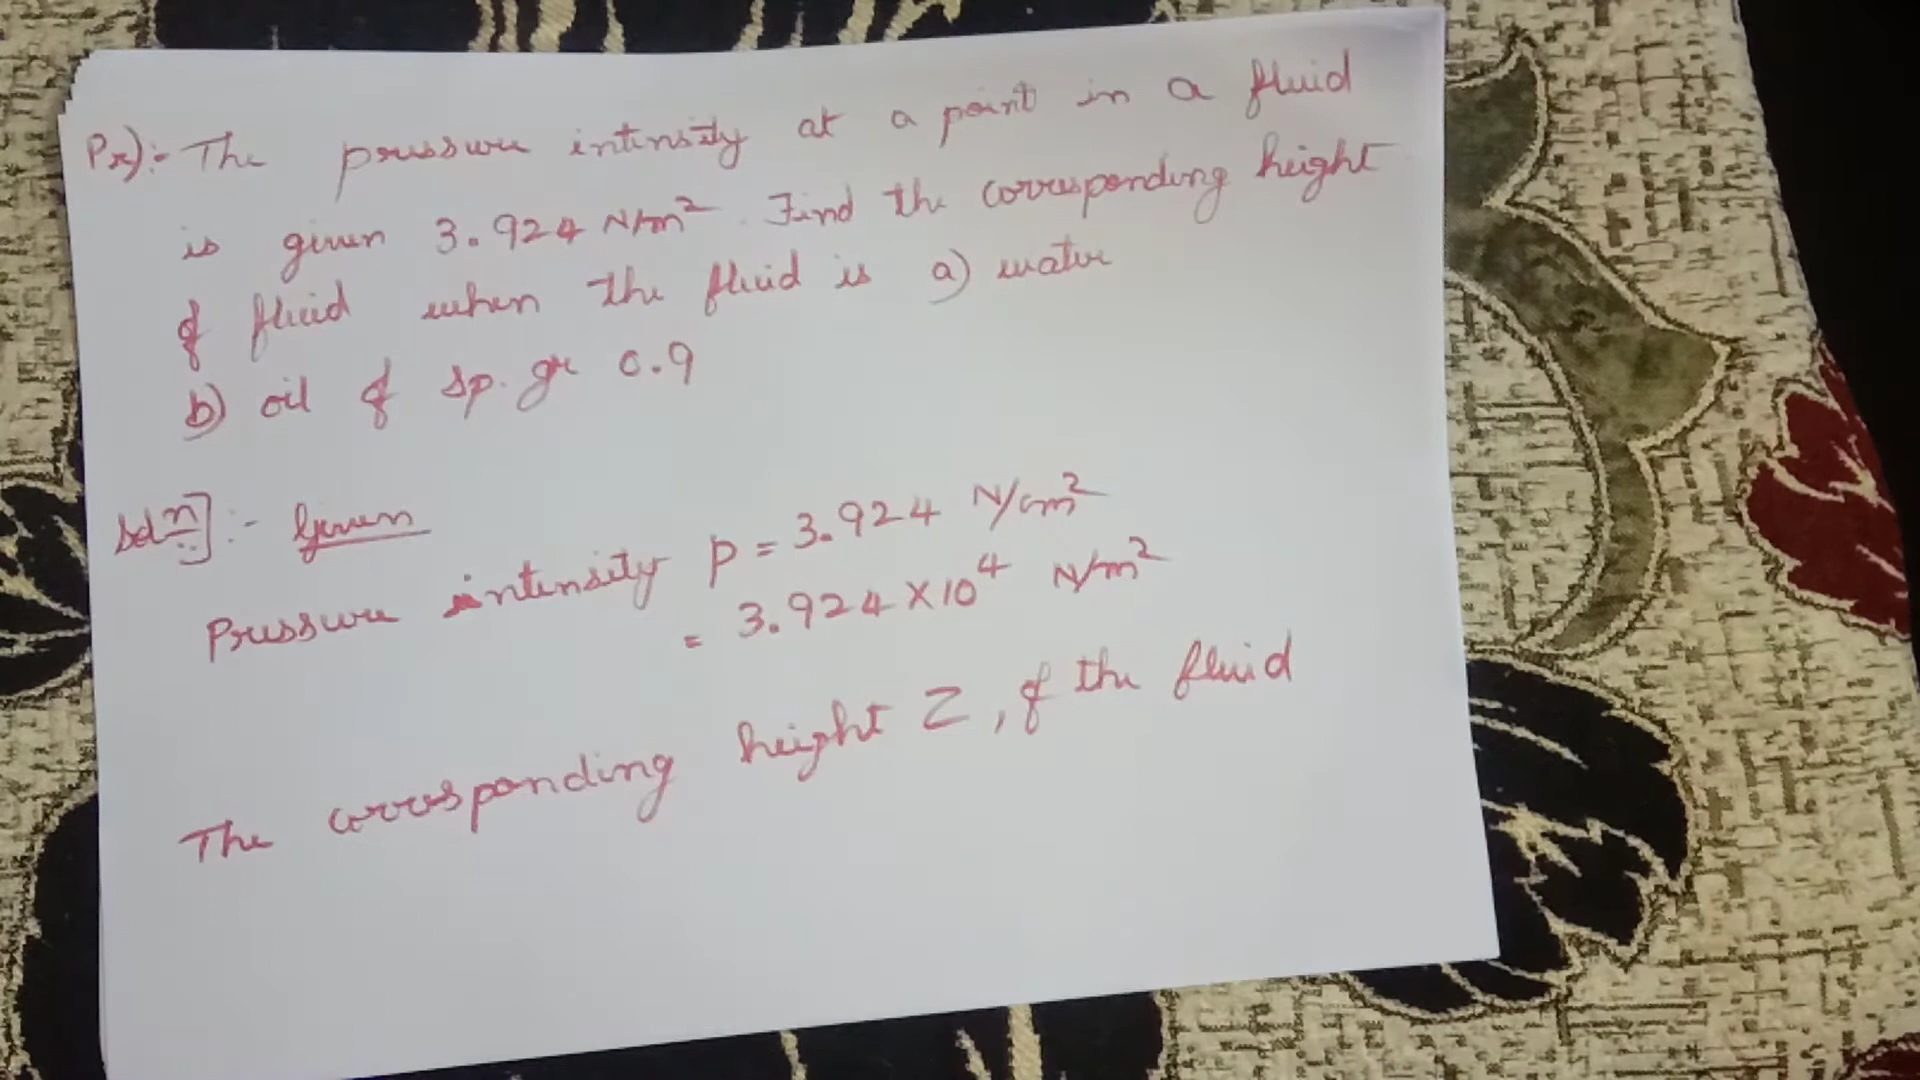 Px):- The pressure intensity at a point in a fluid
is given 3.924 N/m². Find the corresponding height
of fluid when the fluid is a) water
b) oil of sp. gr 0.9
Solⁿ]:- Given
Pressure intensity p = 3.924 N/cm²
= 3.924 × 10⁴ N/m²
The corresponding height Z, of the fluid